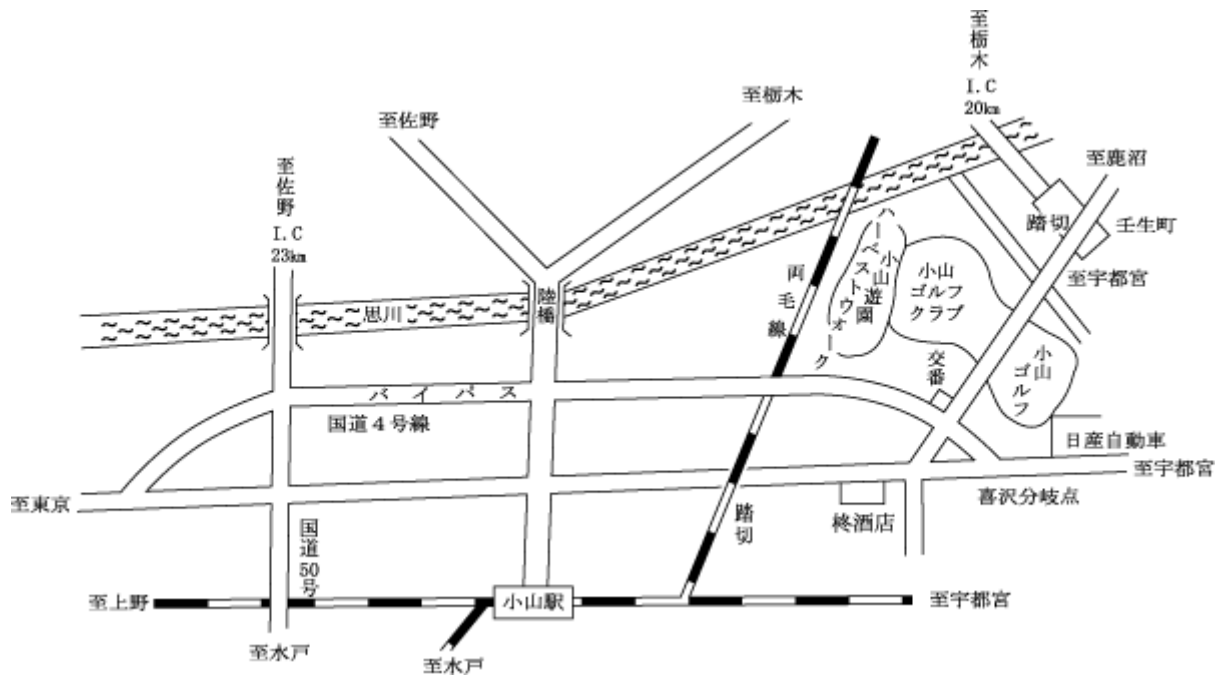 至栃木
I.C
20km
至栃木
至佐野
至鹿沼
至佐野
I.C
23km
踏切
壬生町
至宇都宮
ハーベストウォーク
小山遊園
小山
ゴルフ
クラブ
両毛線
陸橋
思川
交番
小山
ゴルフ
バイパス
国道4号線
日産自動車
至宇都宮
至東京
喜沢分岐点
柊酒店
踏切
国道50号
至上野
小山駅
至宇都宮
至水戸
至水戸